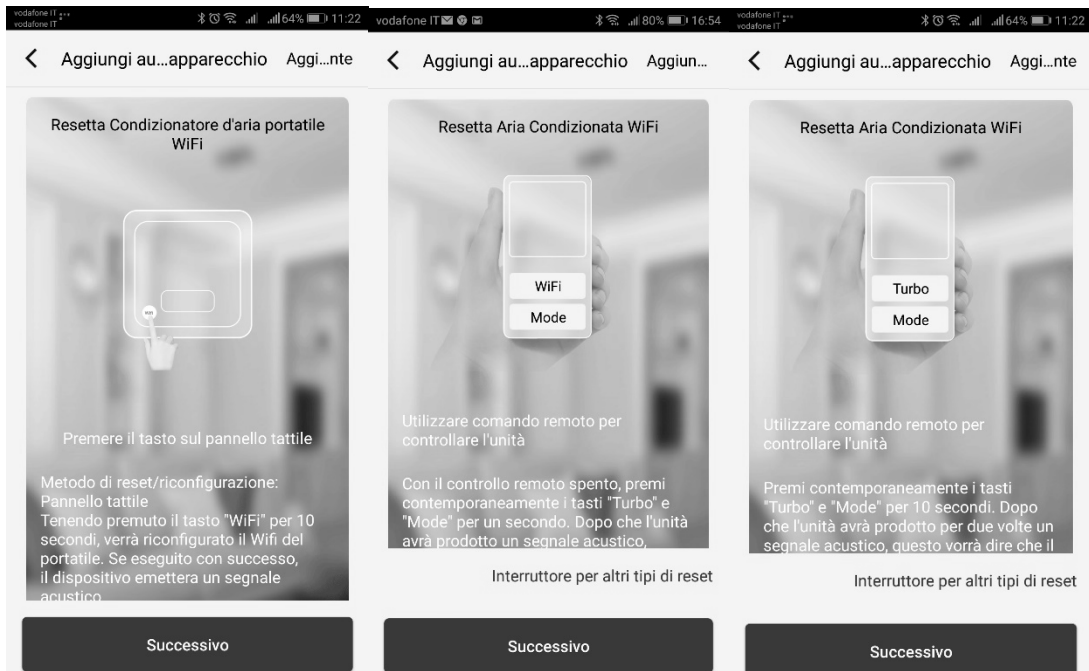 vodafone IT
vodafone IT
64% 11:22
Aggiungi au...apparecchio Aggi...nte
Resetta Condizionatore d'aria portatile
WiFi
WiFi
Premere il tasto sul pannello tattile
Metodo di reset/riconfigurazione:
Pannello tattile
Tenendo premuto il tasto "WiFi" per 10
secondi, verrà riconfigurato il Wifi del
portatile. Se eseguito con successo,
il dispositivo emettera un segnale
acustico
Successivo
vodafone IT 80% 16:54
Aggiungi au...apparecchio Aggiun...
Resetta Aria Condizionata WiFi
WiFi
Mode
Utilizzare comando remoto per
controllare l'unità
Con il controllo remoto spento, premi
contemporaneamente i tasti "Turbo" e
"Mode" per un secondo. Dopo che l'unità
avrà prodotto un segnale acustico,
Interruttore per altri tipi di reset
Successivo
vodafone IT
vodafone IT
64% 11:22
Aggiungi au...apparecchio Aggi...nte
Resetta Aria Condizionata WiFi
Turbo
Mode
Utilizzare comando remoto per
controllare l'unità
Premi contemporaneamente i tasti
"Turbo" e "Mode" per 10 secondi. Dopo
che l'unità avrà prodotto per due volte un
segnale acustico, questo vorrà dire che il
Interruttore per altri tipi di reset
Successivo